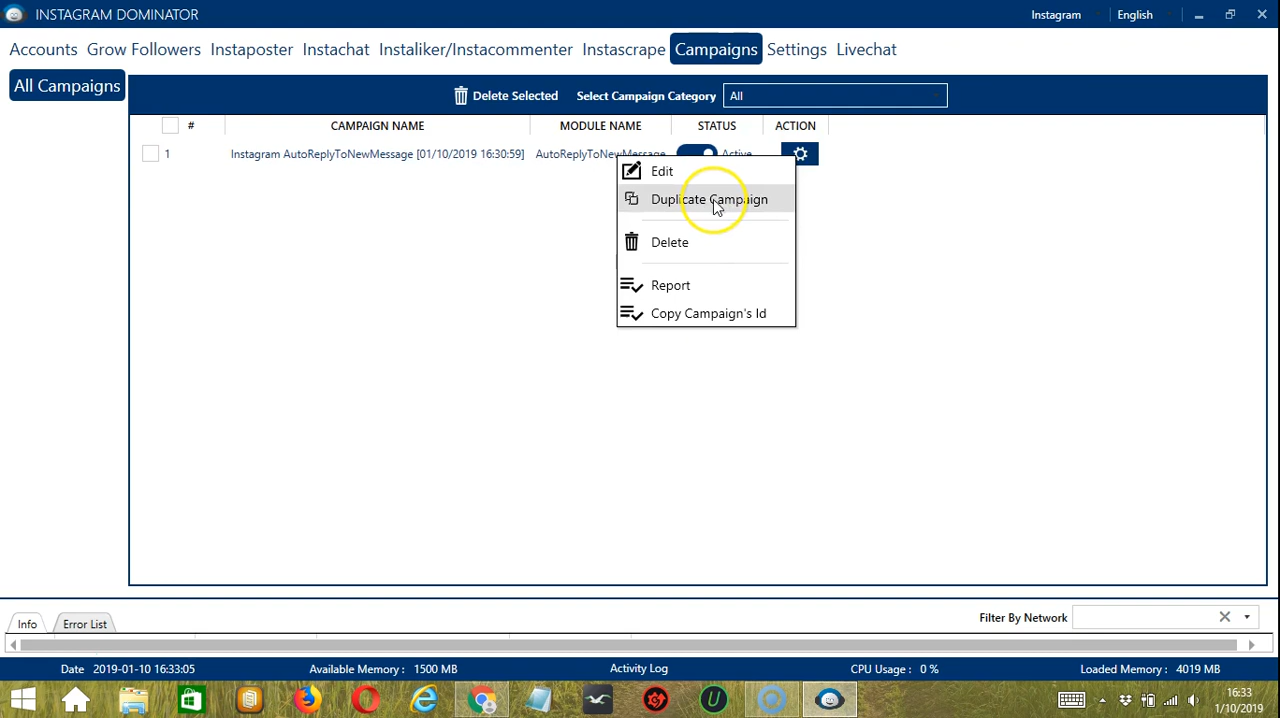 INSTAGRAM DOMINATOR Instagram English
Accounts Grow Followers Instaposter Instachat Instaliker/Instacommenter Instascrape Campaigns Settings Livechat
All Campaigns
Delete Selected Select Campaign Category All
# CAMPAIGN NAME MODULE NAME STATUS ACTION
1 Instagram AutoReplyToNewMessage [01/10/2019 16:30:59] AutoReplyToNewMessage Active
Edit
Duplicate Campaign
Delete
Report
Copy Campaign's Id
Info Error List Filter By Network
Date 2019-01-10 16:33:05 Available Memory : 1500 MB Activity Log CPU Usage : 0 % Loaded Memory : 4019 MB
16:33
1/10/2019